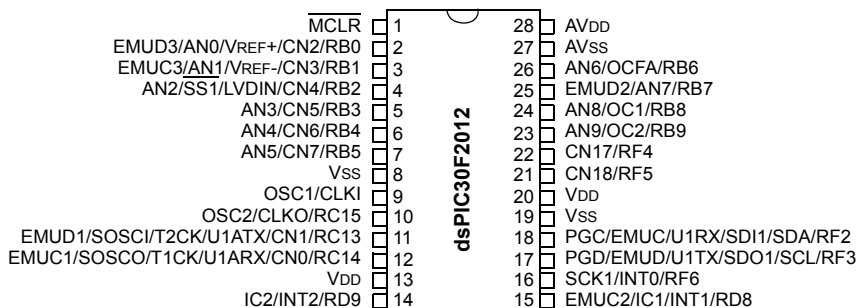 MCLR 1 28 AVDD
EMUD3/AN0/VREF+/CN2/RB0 2 27 AVSS
EMUC3/AN1/VREF-/CN3/RB1 3 26 AN6/OCFA/RB6
AN2/SS1/LVDIN/CN4/RB2 4 25 EMUD2/AN7/RB7
AN3/CN5/RB3 5 24 AN8/OC1/RB8
AN4/CN6/RB4 6 23 AN9/OC2/RB9
AN5/CN7/RB5 7 22 CN17/RF4
VSS 8 21 CN18/RF5
OSC1/CLKI 9 20 VDD
OSC2/CLKO/RC15 10 19 VSS
EMUD1/SOSCI/T2CK/U1ATX/CN1/RC13 11 18 PGC/EMUC/U1RX/SDI1/SDA/RF2
EMUC1/SOSCO/T1CK/U1ARX/CN0/RC14 12 17 PGD/EMUD/U1TX/SDO1/SCL/RF3
VDD 13 16 SCK1/INT0/RF6
IC2/INT2/RD9 14 15 EMUC2/IC1/INT1/RD8
dsPIC30F2012